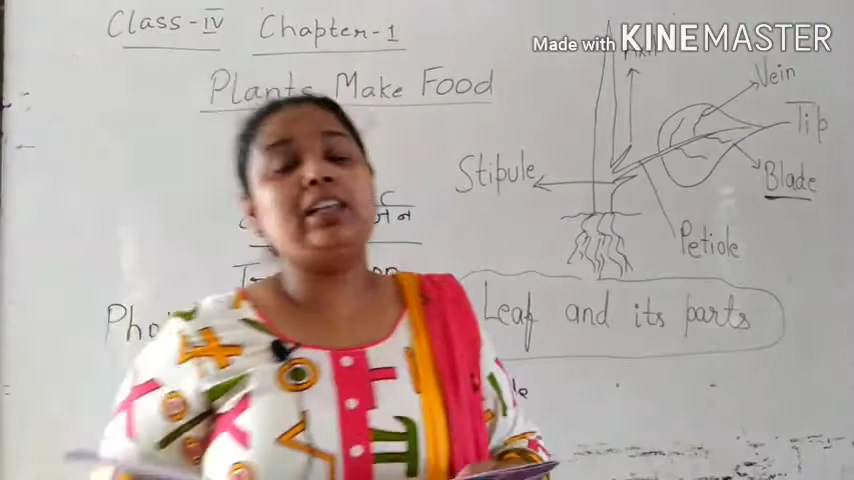 Class - IV Chapter - 1
Made with KINEMASTER
Plants Make Food
Vein
Tip
Stipule
Blade
Petiole
Leaf and its parts